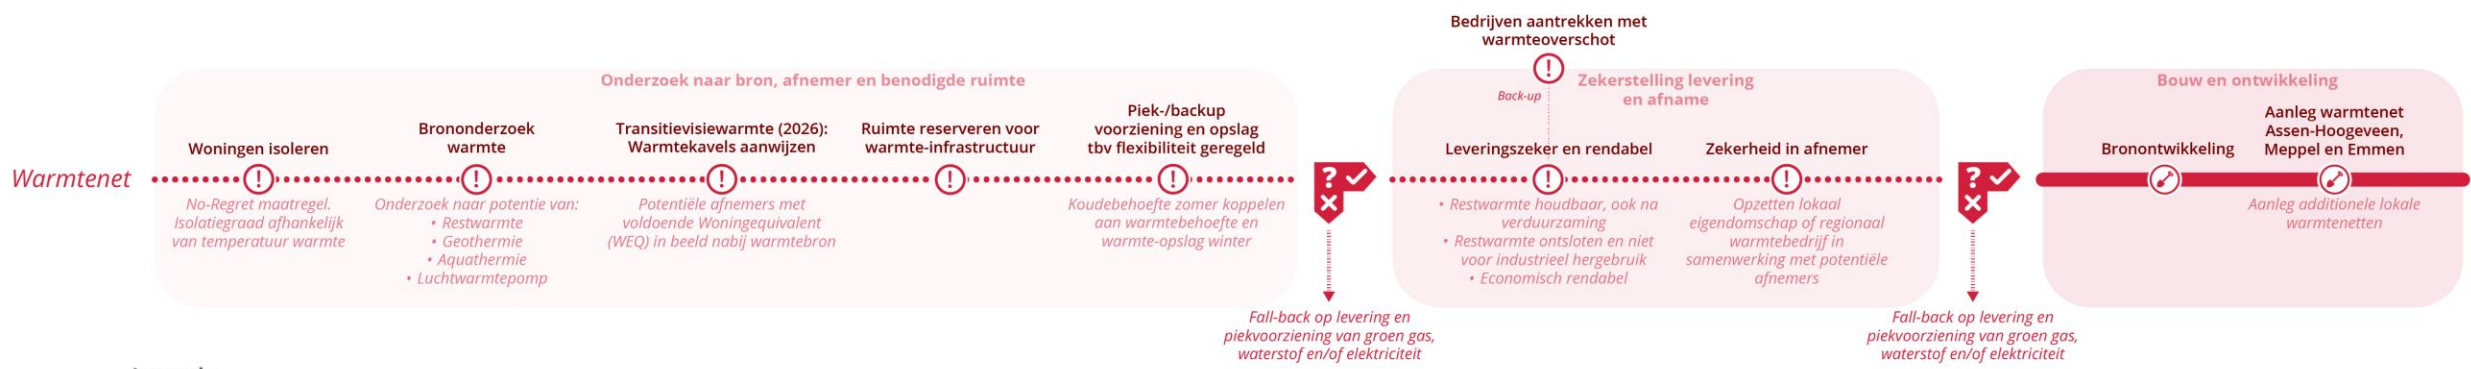 Warmtenet
Onderzoek naar bron, afnemer en benodigde ruimte
Woningen isoleren
No-Regret maatregel.
Isolatiegraad afhankelijk
van temperatuur warmte
Brononderzoek
warmte
Onderzoek naar potentie van:
• Restwarmte
• Geothermie
• Aquathermie
• Luchtwarmtepomp
Transitievisiewarmte (2026):
Warmtekavels aanwijzen
Potentiële afnemers met
voldoende Woningequivalent
(WEQ) in beeld nabij warmtebron
Ruimte reserveren voor
warmte-infrastructuur
Piek-/backup
voorziening en opslag
tbv flexibiliteit geregeld
Koudebehoefte zomer koppelen
aan warmtebehoefte en
warmte-opslag winter
Fall-back op levering en
piekvoorziening van groen gas,
waterstof en/of elektriciteit
Bedrijven aantrekken met
warmteoverschot
Back-up
Zekerstelling levering
en afname
Leveringszeker en rendabel
• Restwarmte houdbaar, ook na
verduurzaming
• Restwarmte ontsloten en niet
voor industrieel hergebruik
• Economisch rendabel
Zekerheid in afnemer
Opzetten lokaal
eigendomschap of regionaal
warmtebedrijf in
samenwerking met potentiële
afnemers
Fall-back op levering en
piekvoorziening van groen gas,
waterstof en/of elektriciteit
Bouw en ontwikkeling
Bronontwikkeling
Aanleg warmtenet
Assen-Hoogeveen,
Meppel en Emmen
Aanleg additionele lokale
warmtenetten